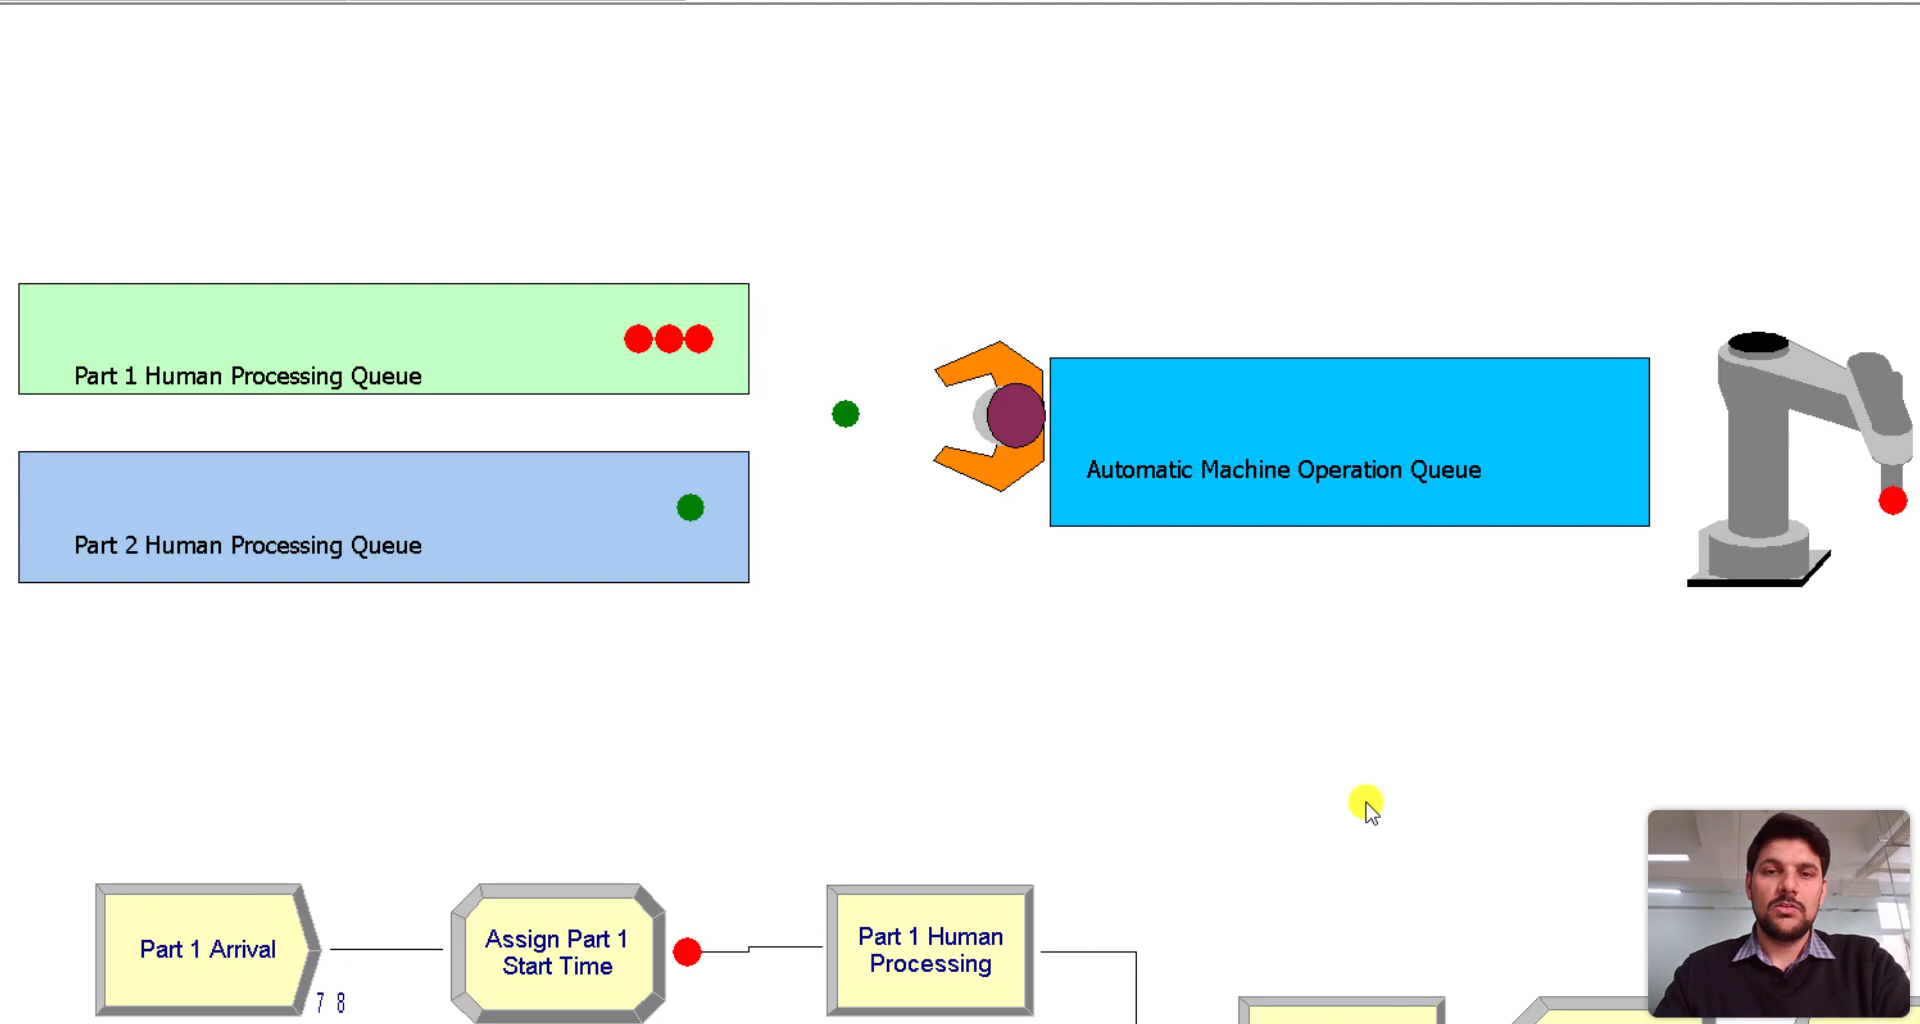 Part 1 Human Processing Queue
Automatic Machine Operation Queue
Part 2 Human Processing Queue
Part 1 Arrival
7 8
Assign Part 1
Start Time
Part 1 Human
Processing